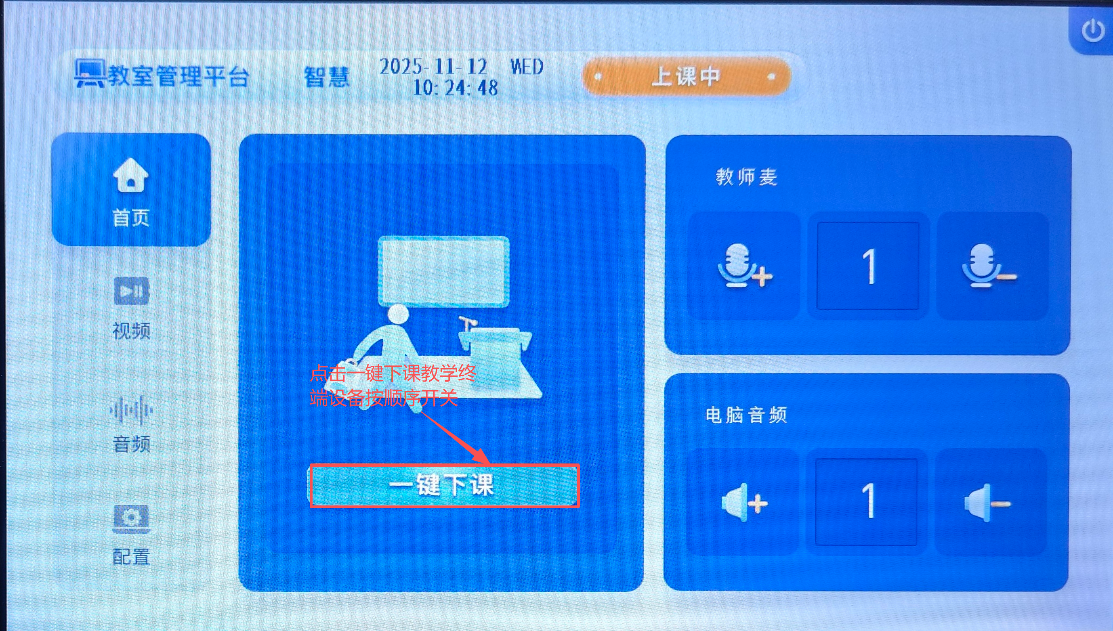 教室管理平台
智慧
2025-11-12 WED
10:24:48
上课中
首页
视频
音频
配置
点击一键下课教学终
端设备按顺序开关
一键下课
教师麦
1
电脑音频
1